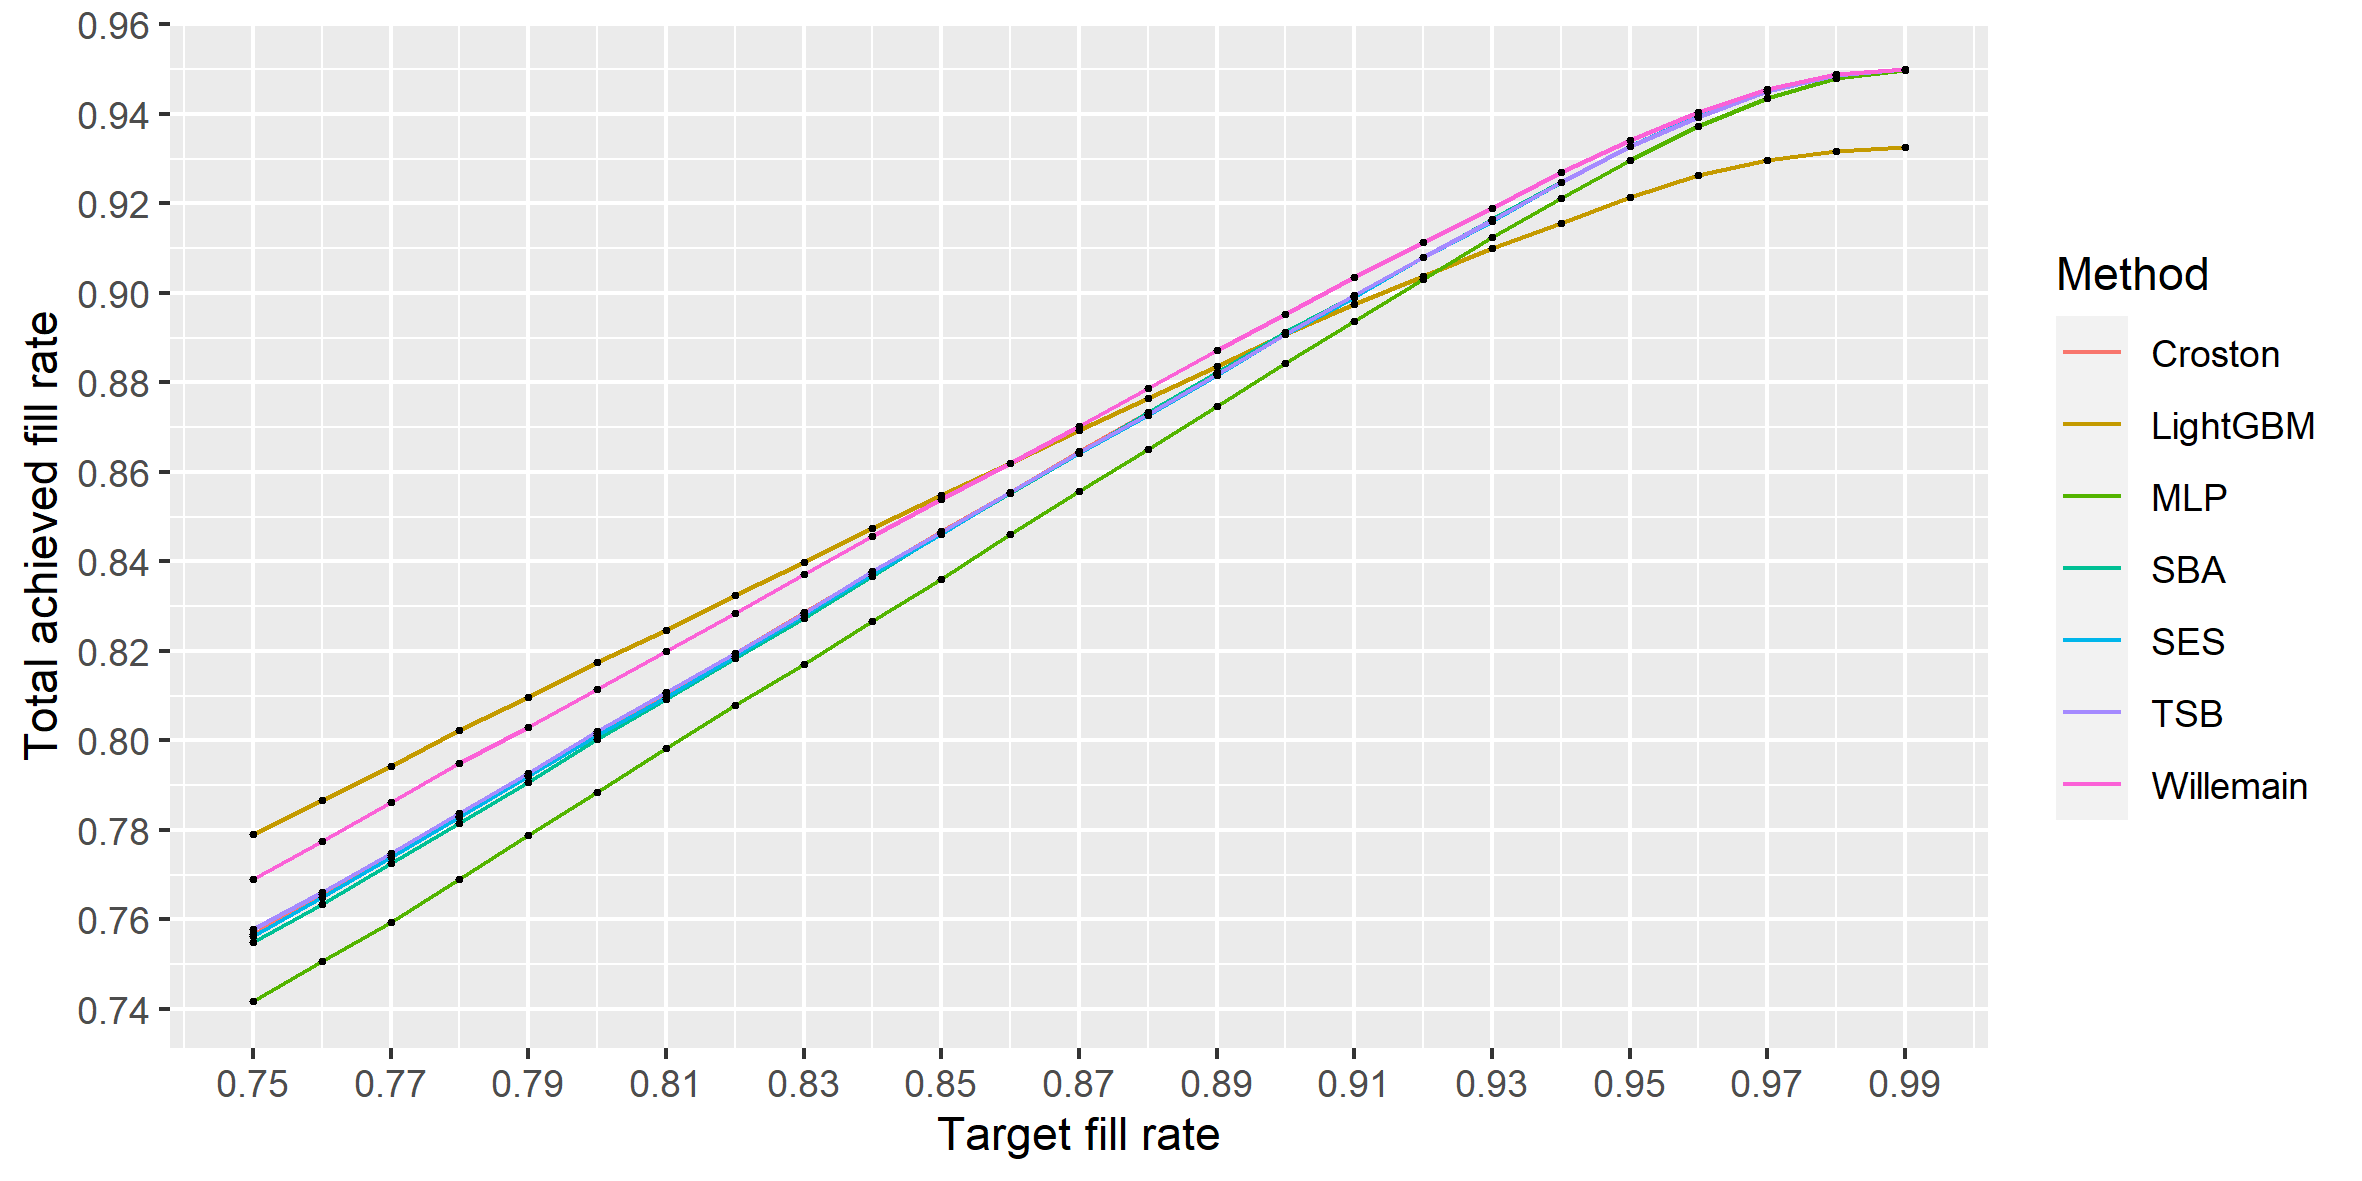 Total achieved fill rate
0.96
0.94
0.92
0.90
0.88
0.86
0.84
0.82
0.80
0.78
0.76
0.74
0.75 0.77 0.79 0.81 0.83 0.85 0.87 0.89 0.91 0.93 0.95 0.97 0.99
Target fill rate
Method
Croston
LightGBM
MLP
SBA
SES
TSB
Willemain